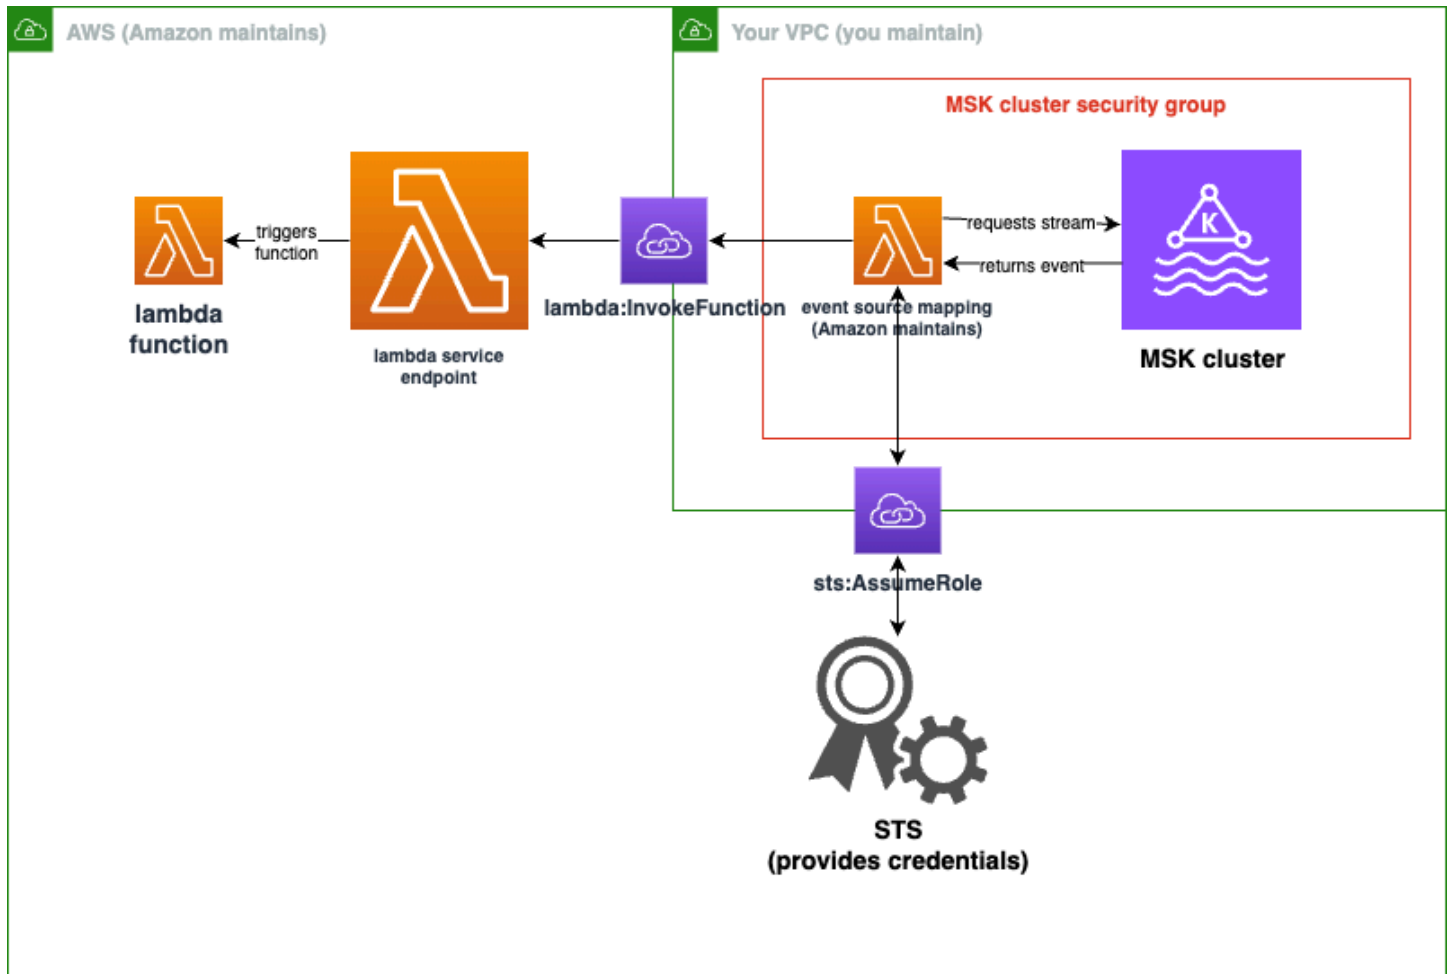 AWS (Amazon maintains)
Your VPC (you maintain)
MSK cluster security group
triggers
function
requests stream
returns event
K
lambda
function
lambda service
endpoint
lambda:InvokeFunction
event source mapping
(Amazon maintains)
MSK cluster
sts:AssumeRole
STS
(provides credentials)